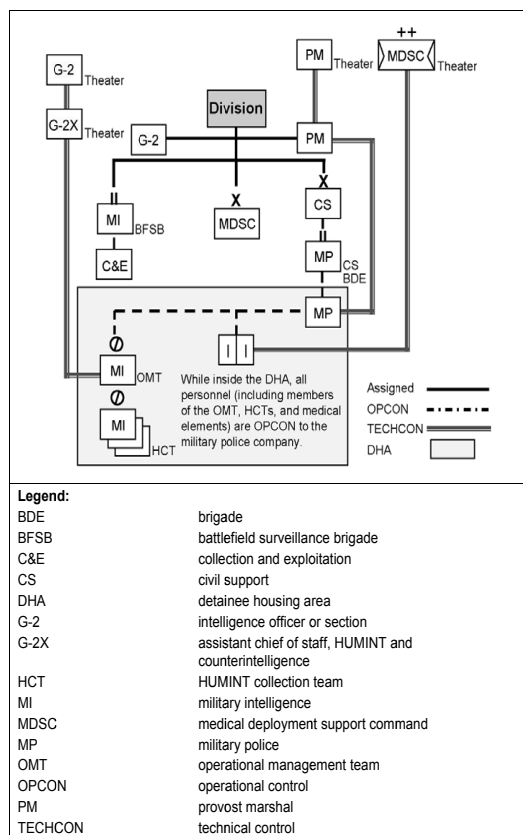 ++
PM
Theater
MDSC
Theater
G-2
Theater
Division
G-2X
Theater
G-2
PM
X
X
CS
MI
BFSB
MDSC
C&E
MP
CS
BDE
MP
MI
OMT
While inside the DHA, all
personnel (including members
of the OMT, HCTs, and medical
elements) are OPCON to the
military police company.
MI
HCT
Assigned
OPCON
TECHCON
DHA
Legend:
BDE brigade
BFSB battlefield surveillance brigade
C&E collection and exploitation
CS civil support
DHA detainee housing area
G-2 intelligence officer or section
G-2X assistant chief of staff, HUMINT and
counterintelligence
HCT HUMINT collection team
MI military intelligence
MDSC medical deployment support command
MP military police
OMT operational management team
OPCON operational control
PM provost marshal
TECHCON technical control